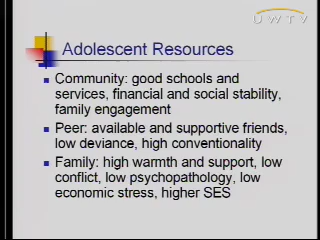 UWTV
Adolescent Resources
Community: good schools and
services, financial and social stability,
family engagement
Peer: available and supportive friends,
low deviance, high conventionality
Family: high warmth and support, low
conflict, low psychopathology, low
economic stress, higher SES